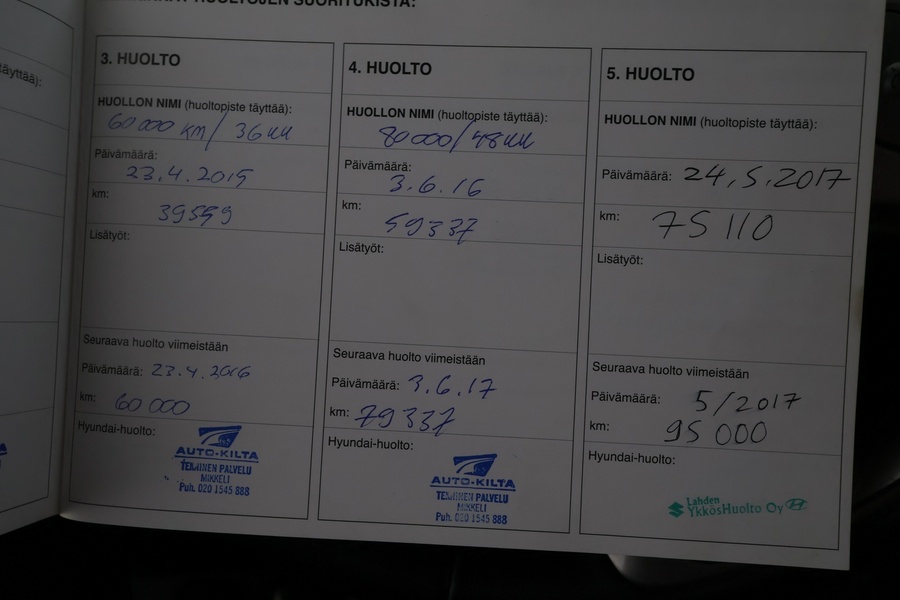 HUOLTOJEN SUORITUKISTA:
täyttää):
3. HUOLTO
HUOLLON NIMI (huoltopiste täyttää):
60 000 km / 36 kk
Päivämäärä: 23.4.2015
km: 39599
Lisätyöt:
Seuraava huolto viimeistään
Päivämäärä: 23.4.2016
km: 60 000
Hyundai-huolto:
AUTO-KILTA
TEKNINEN PALVELU
MIKKELI
Puh. 020 1545 888
4. HUOLTO
HUOLLON NIMI (huoltopiste täyttää):
80 000/48 kk
Päivämäärä: 3.6.16
km: 59337
Lisätyöt:
Seuraava huolto viimeistään
Päivämäärä: 3.6.17
km: 79337
Hyundai-huolto:
AUTO-KILTA
TEKNINEN PALVELU
MIKKELI
Puh. 020 1545 888
5. HUOLTO
HUOLLON NIMI (huoltopiste täyttää):
Päivämäärä: 24.5.2017
km: 75 110
Lisätyöt:
Seuraava huolto viimeistään
Päivämäärä: 5/2017
km: 95 000
Hyundai-huolto:
Lahden
YkkösHuolto Oy